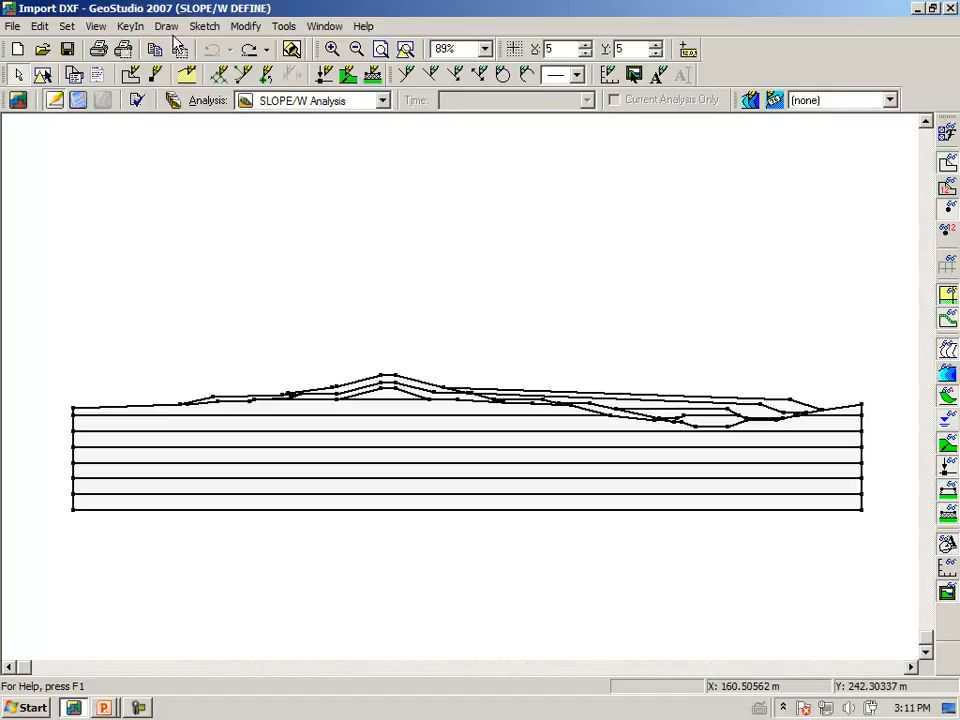 Import DXF - GeoStudio 2007 (SLOPE/W DEFINE)
File Edit Set View KeyIn Draw Sketch Modify Tools Window Help
89% X: 5 Y: 5
Analysis: SLOPE/W Analysis Time: Current Analysis Only (none)
For Help, press F1 X: 160.50562 m Y: 242.30337 m
Start 3:11 PM